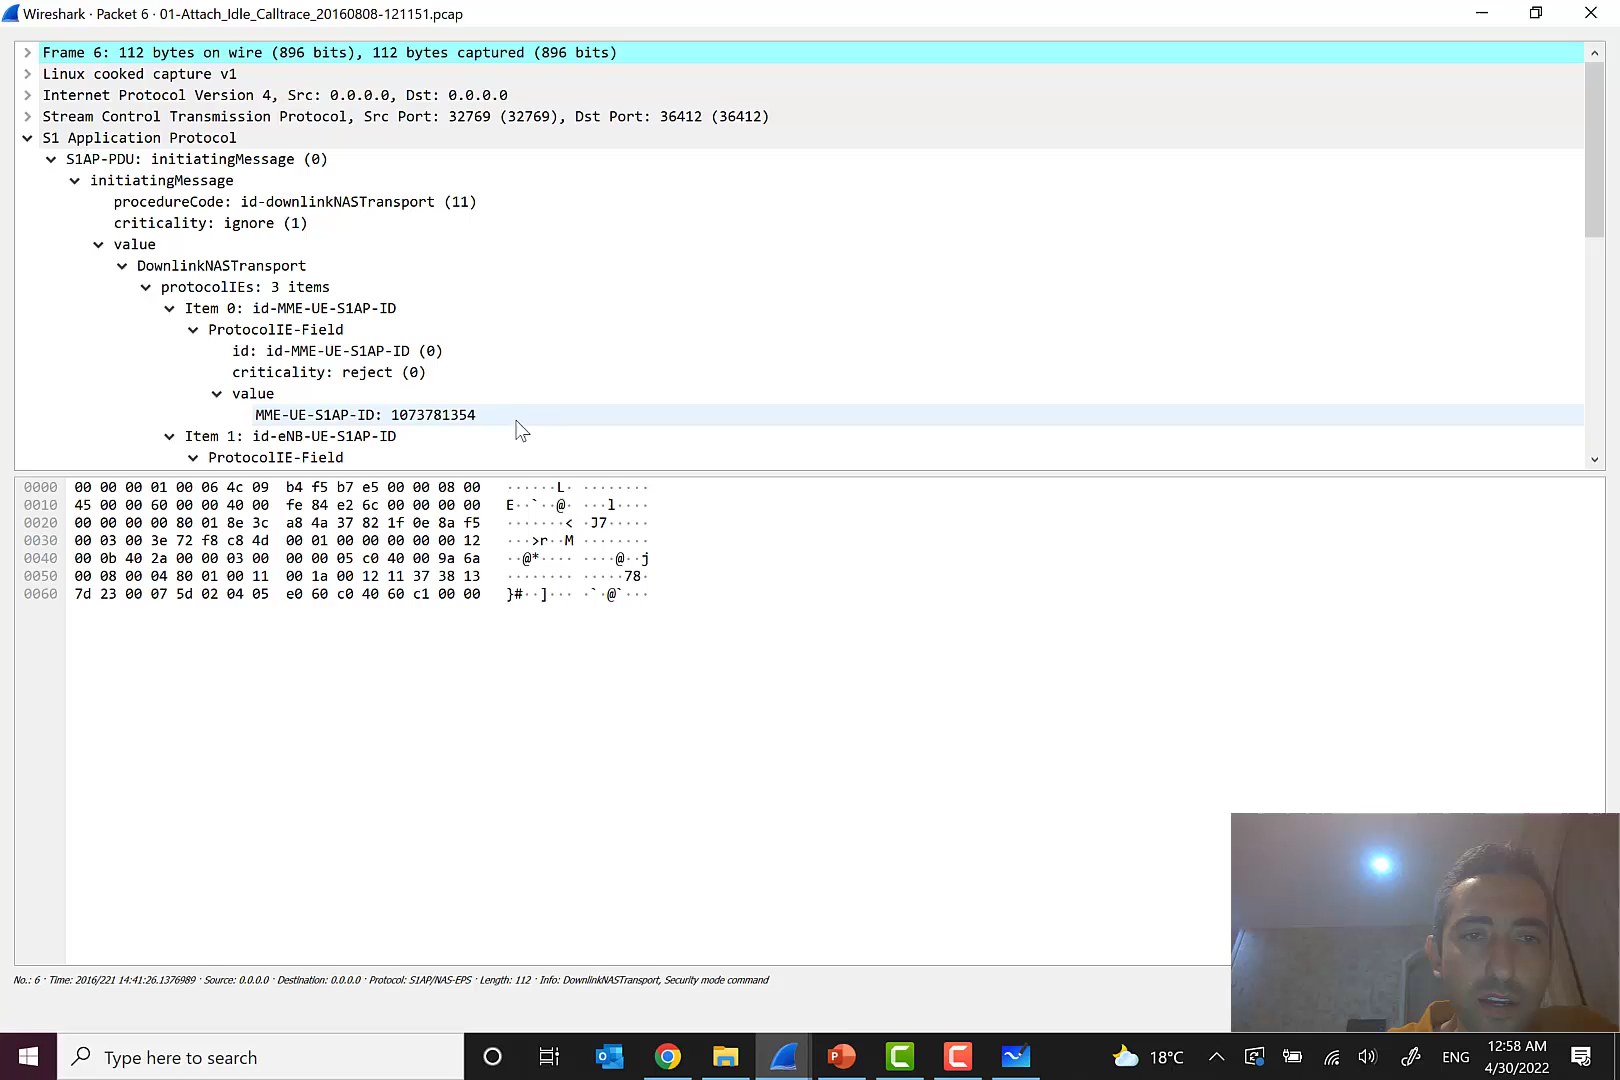 Wireshark · Packet 6 · 01-Attach_Idle_Calltrace_20160808-121151.pcap
Frame 6: 112 bytes on wire (896 bits), 112 bytes captured (896 bits)
Linux cooked capture v1
Internet Protocol Version 4, Src: 0.0.0.0, Dst: 0.0.0.0
Stream Control Transmission Protocol, Src Port: 32769 (32769), Dst Port: 36412 (36412)
S1 Application Protocol
S1AP-PDU: initiatingMessage (0)
initiatingMessage
procedureCode: id-downlinkNASTransport (11)
criticality: ignore (1)
value
DownlinkNASTransport
protocolIEs: 3 items
Item 0: id-MME-UE-S1AP-ID
ProtocolIE-Field
id: id-MME-UE-S1AP-ID (0)
criticality: reject (0)
value
MME-UE-S1AP-ID: 1073781354
Item 1: id-eNB-UE-S1AP-ID
ProtocolIE-Field
0000 00 00 00 01 00 06 4c 09 b4 f5 b7 e5 00 00 08 00 ······L· ········
0010 45 00 00 60 00 00 40 00 fe 84 e2 6c 00 00 00 00 E··`··@· ···l····
0020 00 00 00 00 80 01 8e 3c a8 4a 37 82 1f 0e 8a f5 ·······< ·J7·····
0030 00 03 00 3e 72 f8 c8 4d 00 01 00 00 00 00 00 12 ···>r··M ········
0040 00 0b 40 2a 00 00 03 00 00 00 05 c0 40 00 9a 6a ··@*···· ····@··j
0050 00 08 00 04 80 01 00 11 00 1a 00 12 11 37 38 13 ········ ·····78·
0060 7d 23 00 07 5d 02 04 05 e0 60 c0 40 60 c1 00 00 }#··]··· ·`·@`···
No.: 6 · Time: 2016/221 14:41:26.1376989 · Source: 0.0.0.0 · Destination: 0.0.0.0 · Protocol: S1AP/NAS-EPS · Length: 112 · Info: DownlinkNASTransport, Security mode command
Type here to search
18°C
ENG
12:58 AM
4/30/2022